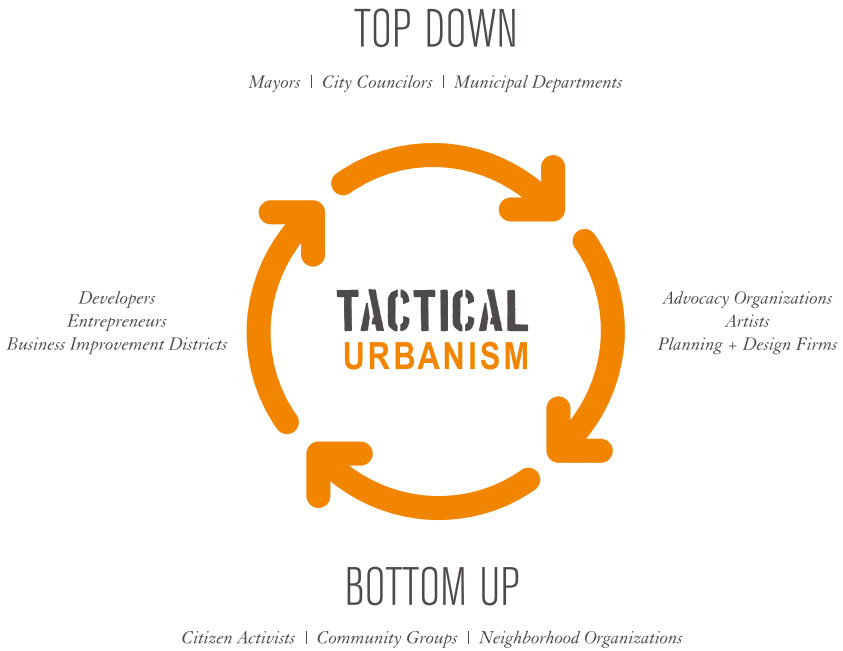 TOP DOWN
Mayors | City Councilors | Municipal Departments
Developers
Entrepreneurs
Business Improvement Districts
TACTICAL
URBANISM
Advocacy Organizations
Artists
Planning + Design Firms
BOTTOM UP
Citizen Activists | Community Groups | Neighborhood Organizations